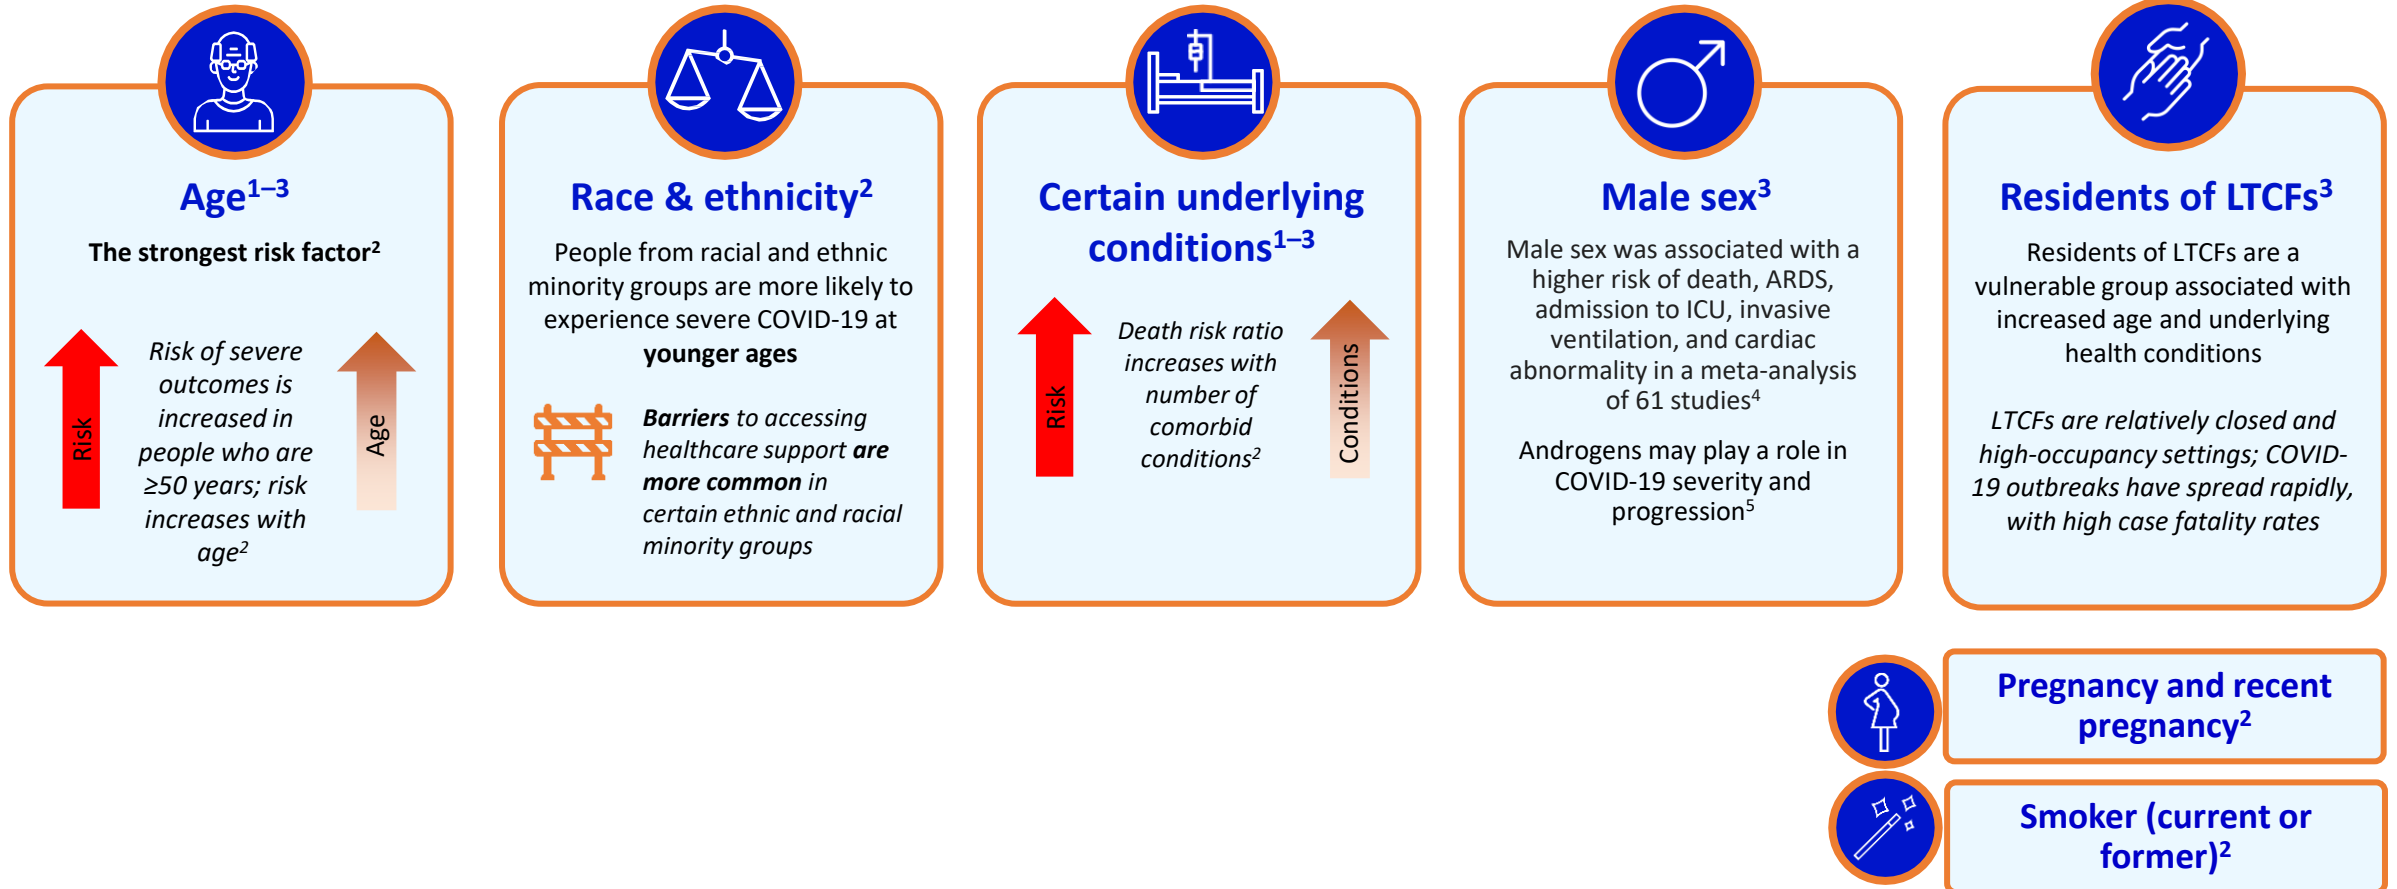 Age¹⁻³
The strongest risk factor²
Risk
Risk of severe
outcomes is
increased in
people who are
≥50 years; risk
increases with
age²
Age
Race & ethnicity²
People from racial and ethnic
minority groups are more likely to
experience severe COVID-19 at
younger ages
Barriers to accessing
healthcare support are
more common in
certain ethnic and racial
minority groups
Certain underlying
conditions¹⁻³
Risk
Death risk ratio
increases with
number of
comorbid
conditions²
Conditions
Male sex³
Male sex was associated with a
higher risk of death, ARDS,
admission to ICU, invasive
ventilation, and cardiac
abnormality in a meta-analysis
of 61 studies⁴
Androgens may play a role in
COVID-19 severity and
progression⁵
Residents of LTCFs³
Residents of LTCFs are a
vulnerable group associated with
increased age and underlying
health conditions
LTCFs are relatively closed and
high-occupancy settings; COVID-
19 outbreaks have spread rapidly,
with high case fatality rates
Pregnancy and recent
pregnancy²
Smoker (current or
former)²